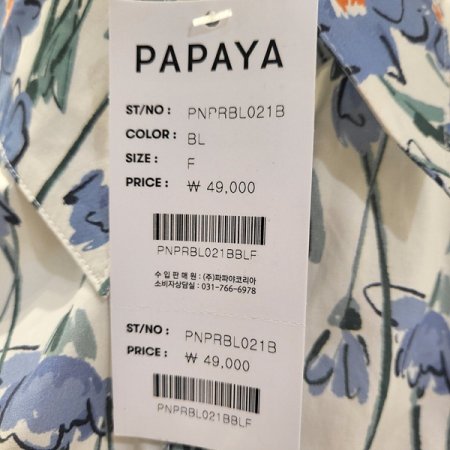 PAPAYA
ST/NO : PNPRBL021B
COLOR : BL
SIZE : F
PRICE : ₩ 49,000
PNPRBL021BBLF
수 입 판 매 원 : (주)파파야코리아
소비자상담실 : 031-766-6978
ST/NO : PNPRBL021B
PRICE : ₩ 49,000
PNPRBL021BBLF